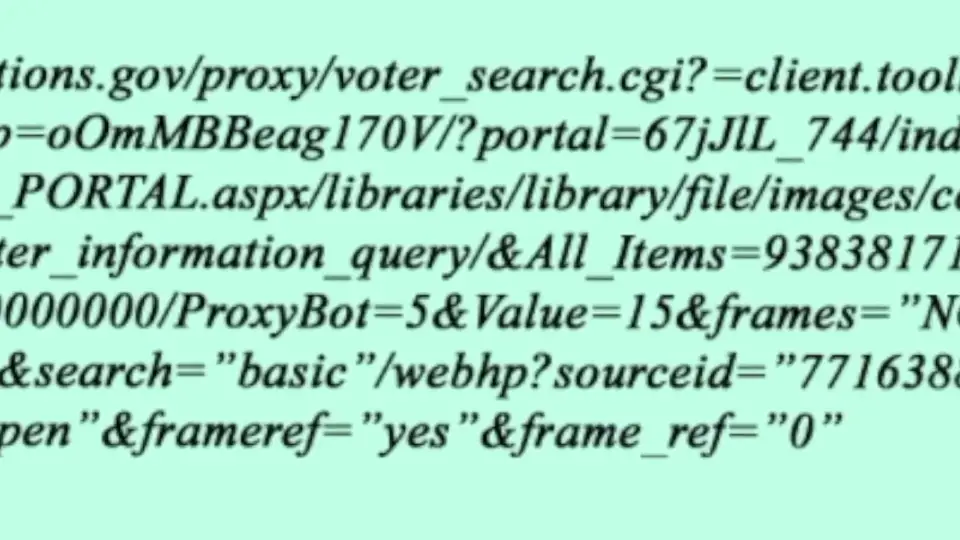 tions.gov/proxy/voter_search.cgi?=client.tool
=oOmMBBeag170V/?portal=67jJlL_744/ind
_PORTAL.aspx/libraries/library/file/images/c
ter_information_query/&All_Items=93838171
0000000/ProxyBot=5&Value=15&frames="N
&search="basic"/webhp?sourceid="771638
pen"&frameref="yes"&frame_ref="0"